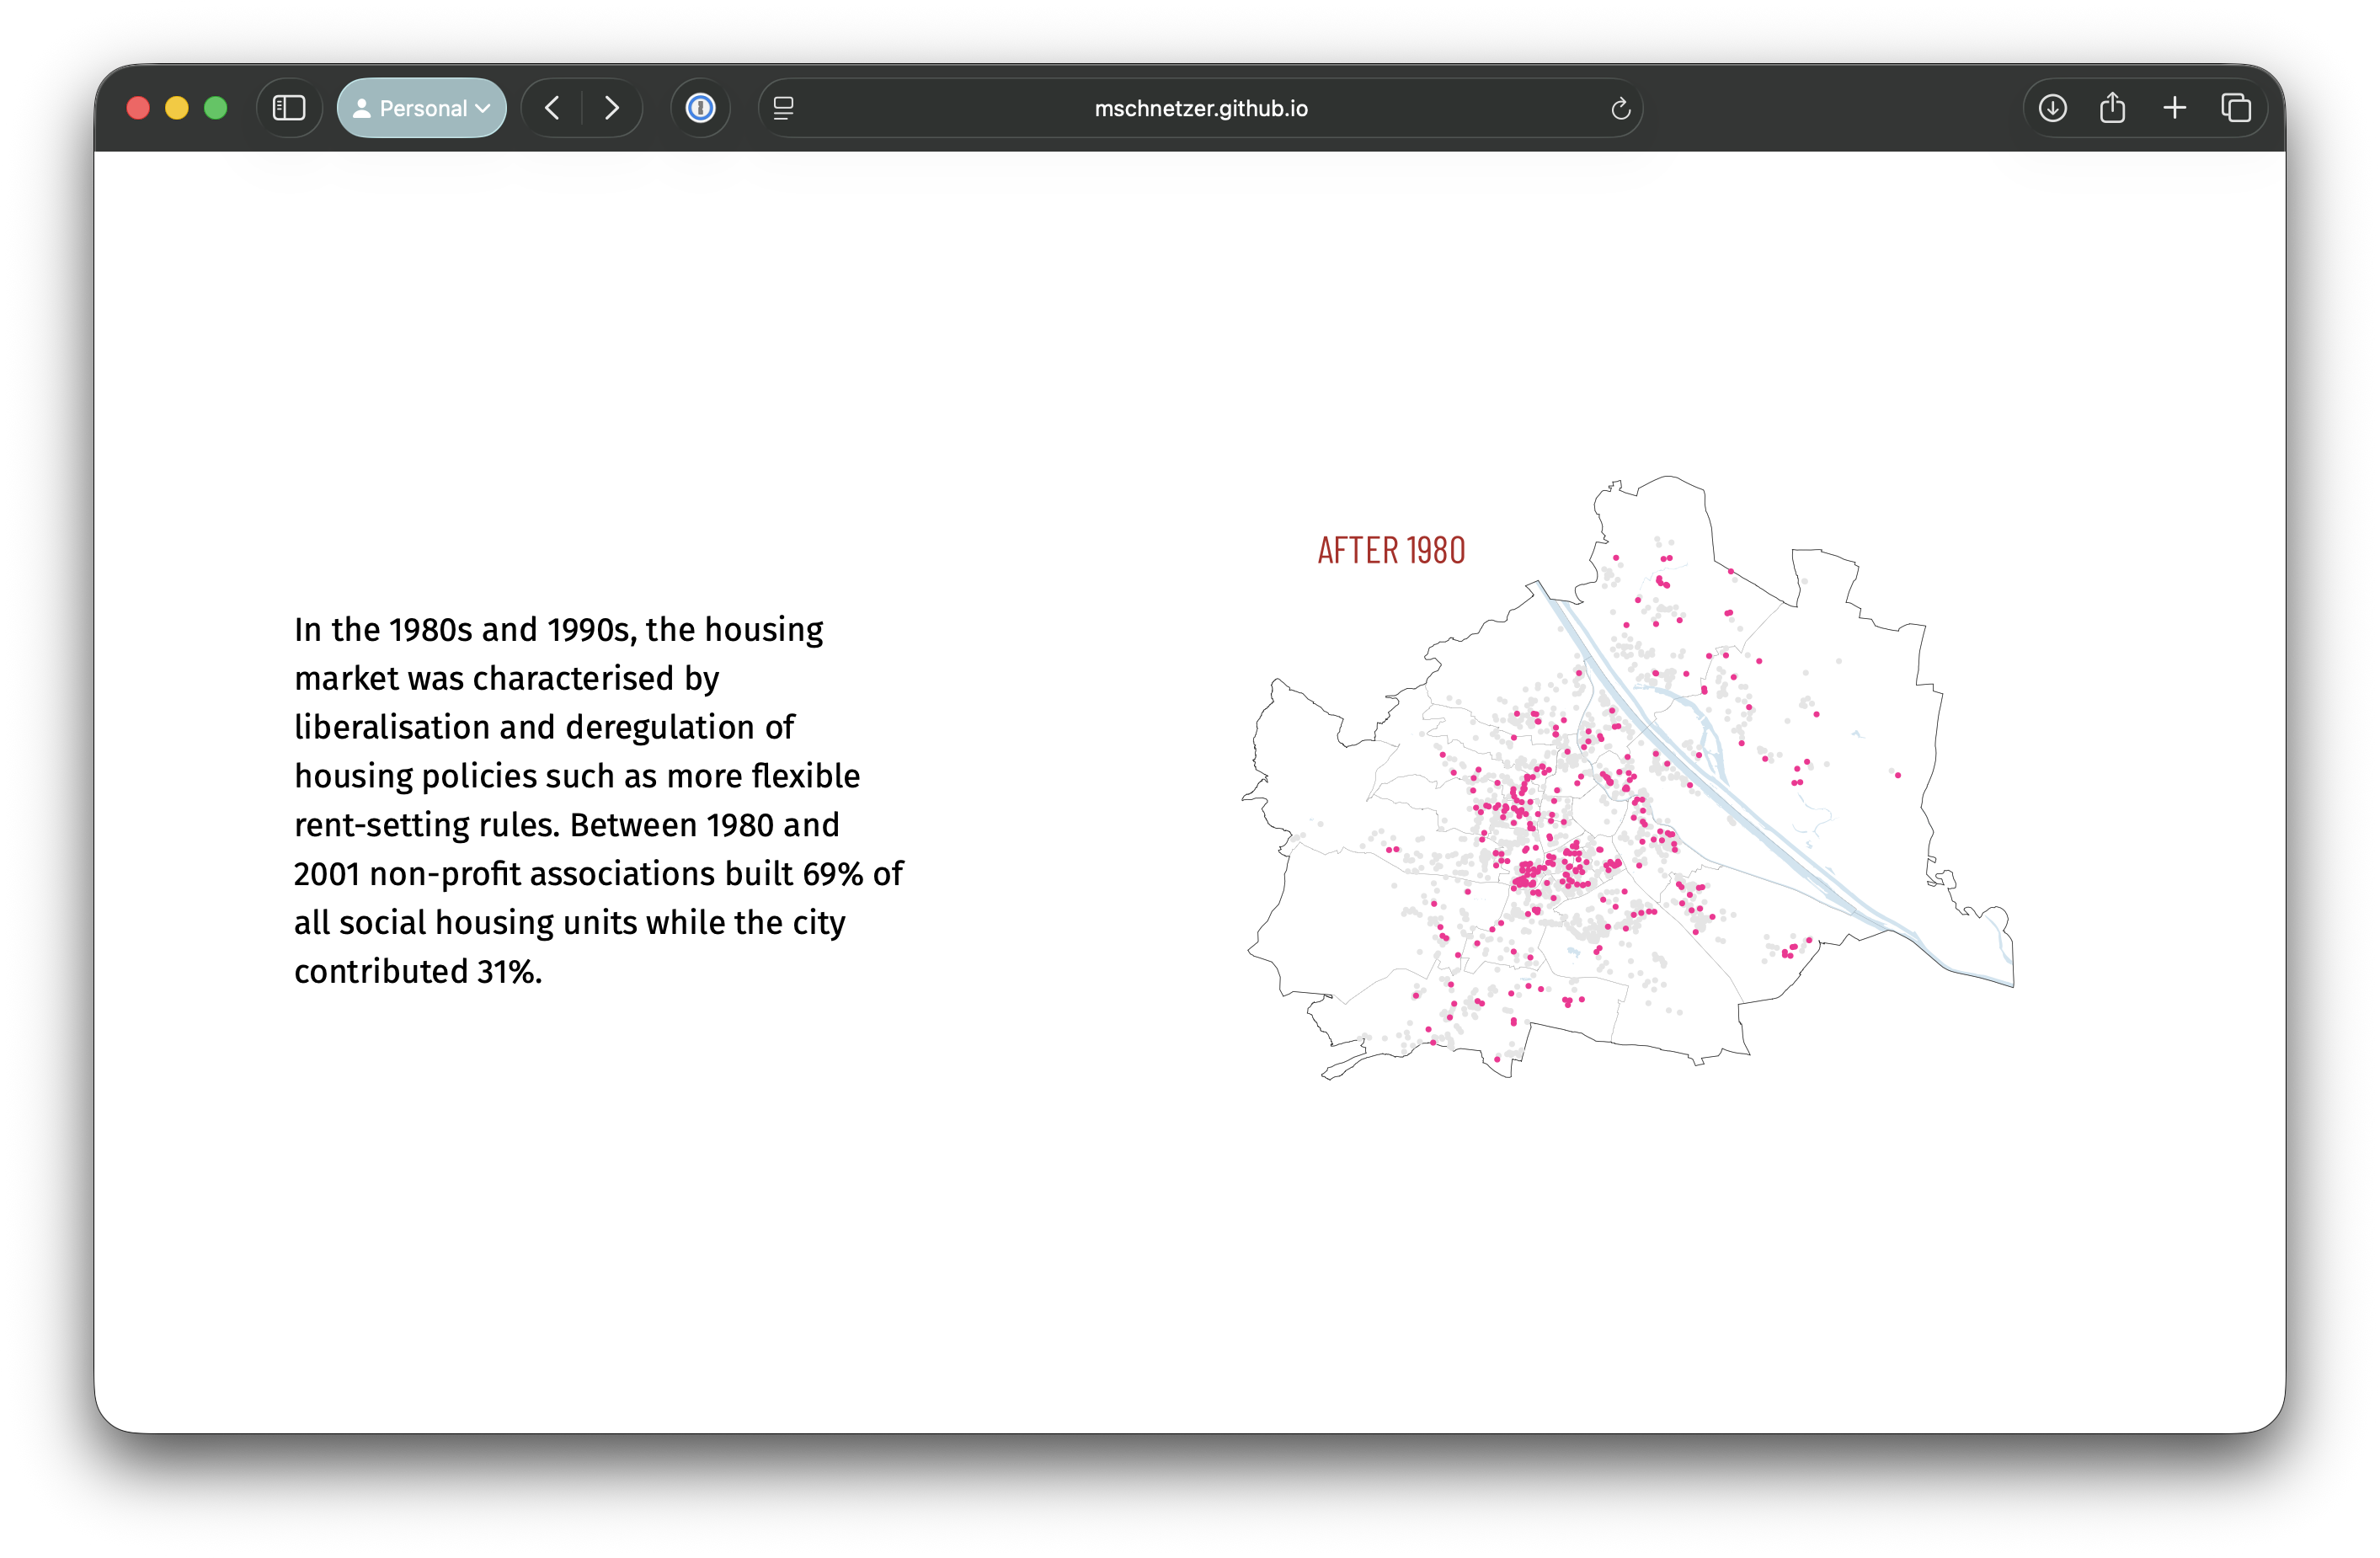 Personal
mschnetzer.github.io
AFTER 1980
In the 1980s and 1990s, the housing
market was characterised by
liberalisation and deregulation of
housing policies such as more flexible
rent-setting rules. Between 1980 and
2001 non-profit associations built 69% of
all social housing units while the city
contributed 31%.